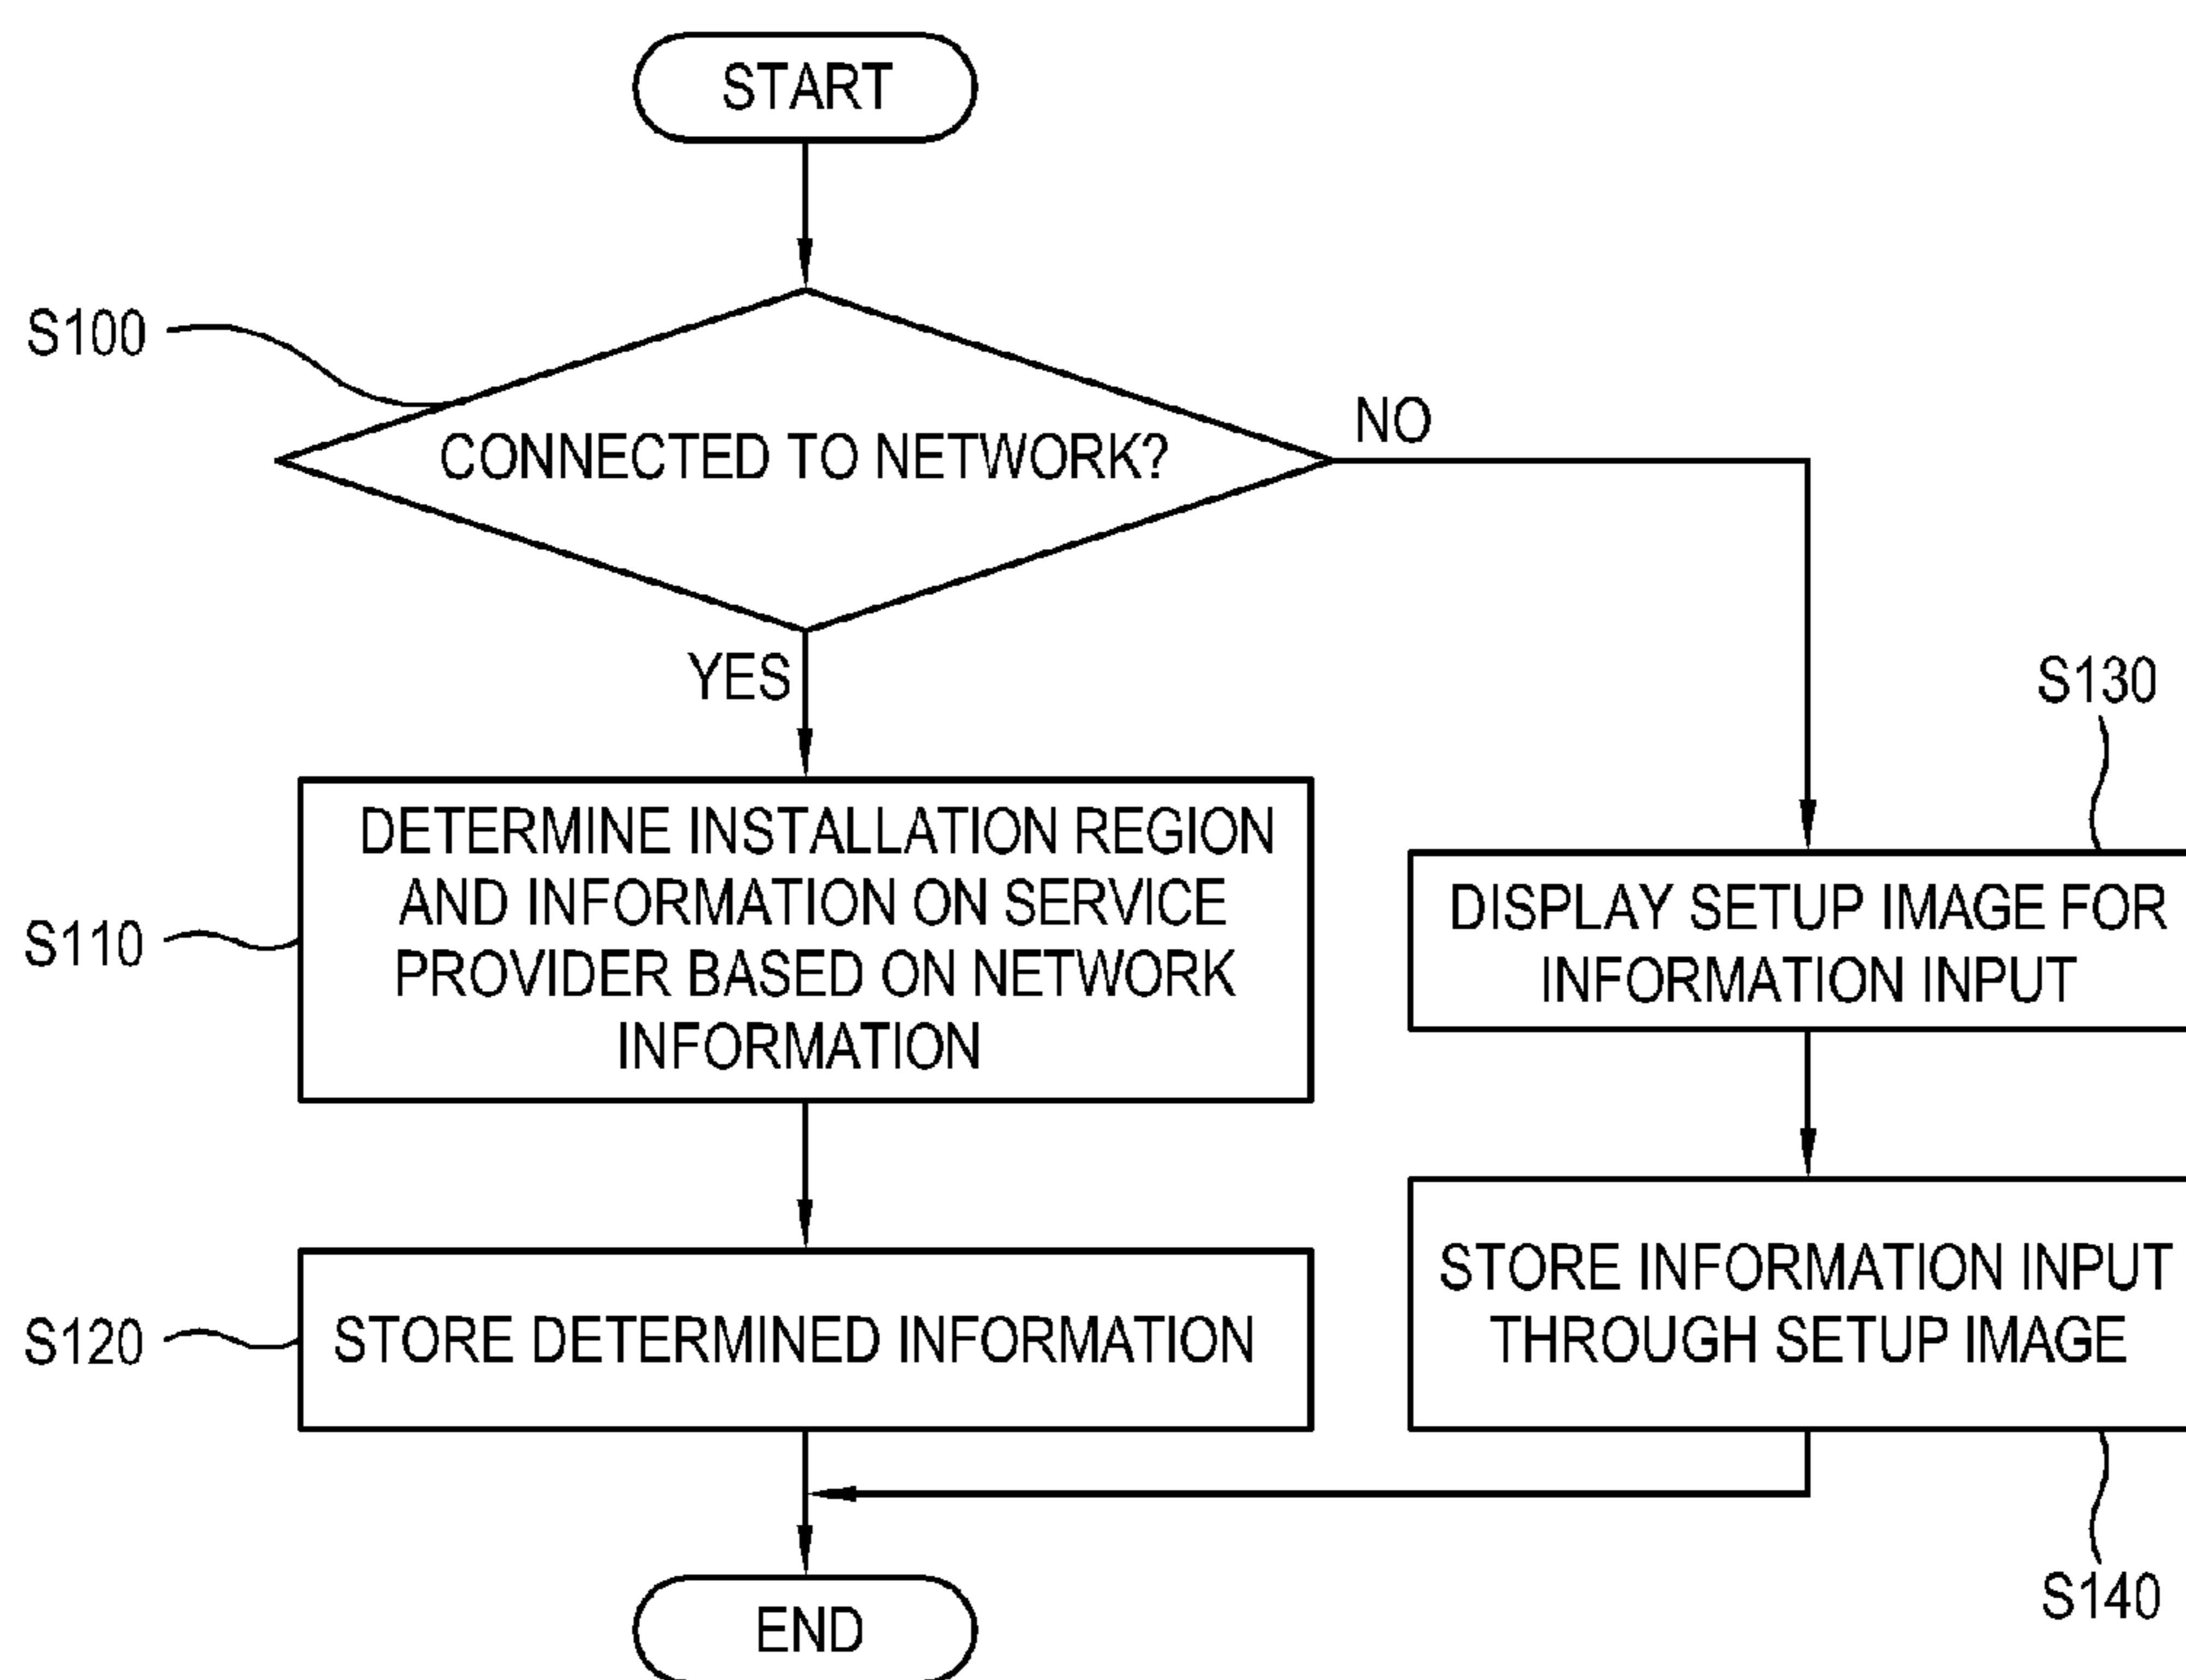 START
S100
CONNECTED TO NETWORK?
NO
YES
S130
DETERMINE INSTALLATION REGION
AND INFORMATION ON SERVICE
PROVIDER BASED ON NETWORK
INFORMATION
S110
DISPLAY SETUP IMAGE FOR
INFORMATION INPUT
STORE DETERMINED INFORMATION
S120
STORE INFORMATION INPUT
THROUGH SETUP IMAGE
S140
END